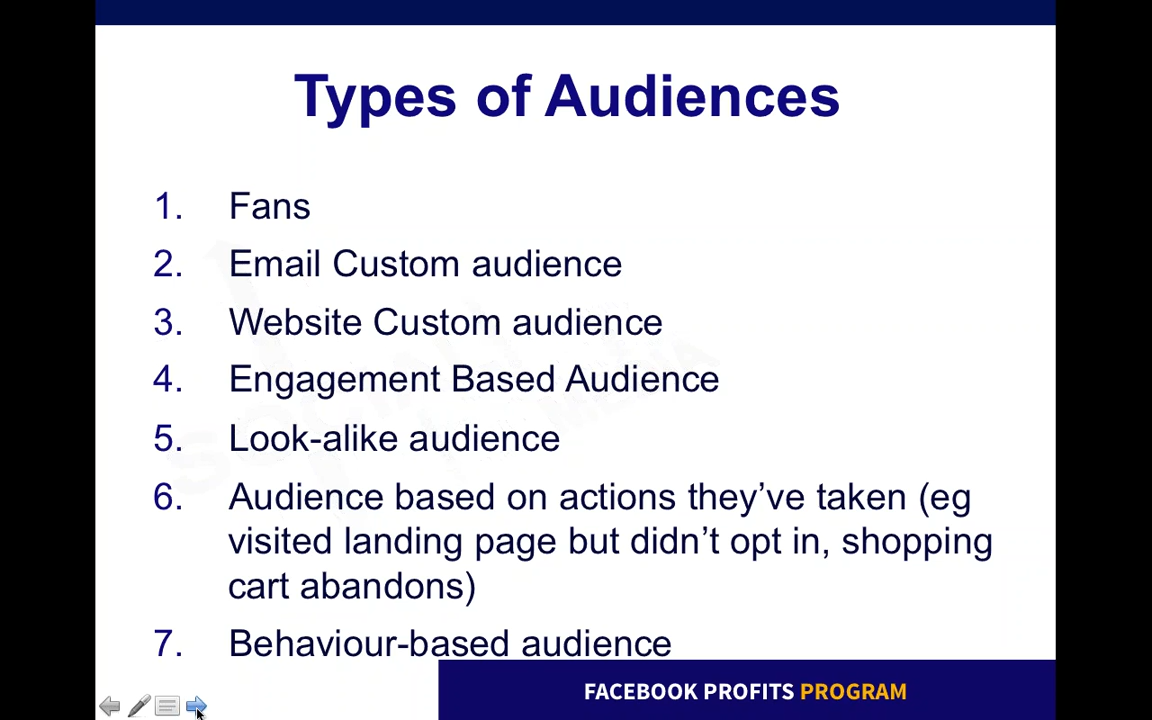 Types of Audiences
1. Fans
2. Email Custom audience
3. Website Custom audience
4. Engagement Based Audience
5. Look-alike audience
6. Audience based on actions they’ve taken (eg
visited landing page but didn’t opt in, shopping
cart abandons)
7. Behaviour-based audience
FACEBOOK PROFITS PROGRAM